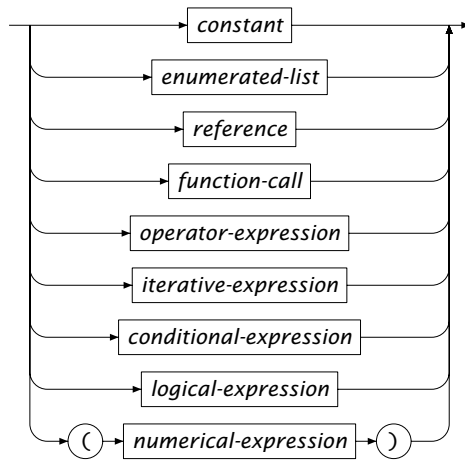 constant
enumerated-list
reference
function-call
operator-expression
iterative-expression
conditional-expression
logical-expression
( numerical-expression )